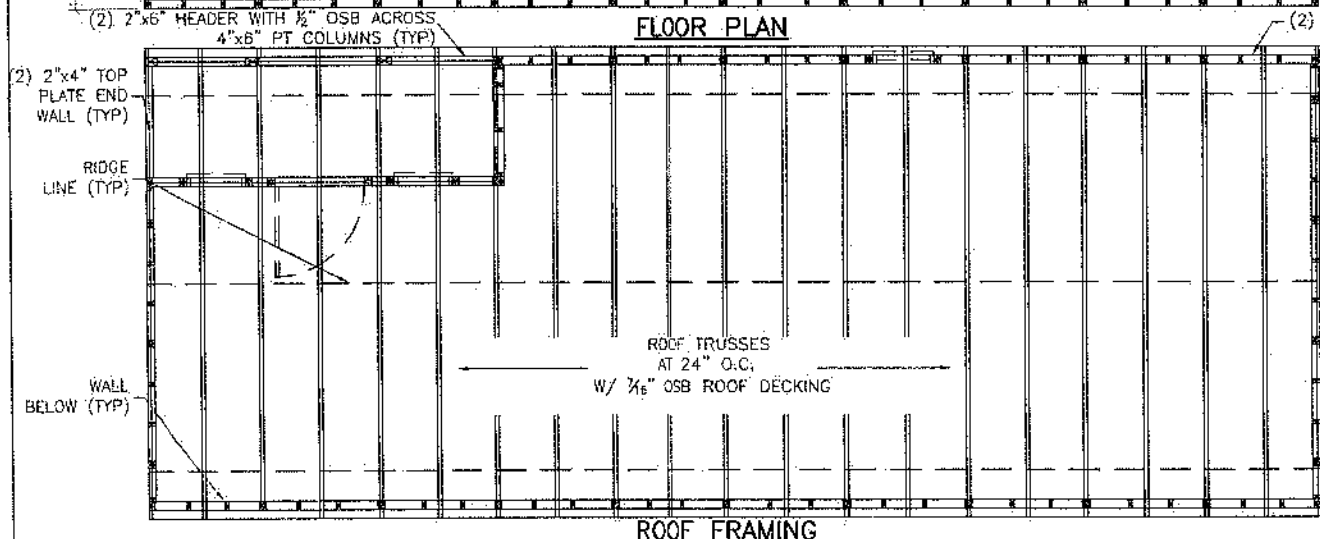 (2) 2"x6" HEADER WITH ½" OSB ACROSS
4"x6" PT COLUMNS (TYP)
FLOOR PLAN
(2)
(2) 2"x4" TOP
PLATE END
WALL (TYP)
RIDGE
LINE (TYP)
ROOF TRUSSES
AT 24" O.C.
W/ 7/16" OSB ROOF DECKING
WALL
BELOW (TYP)
ROOF FRAMING